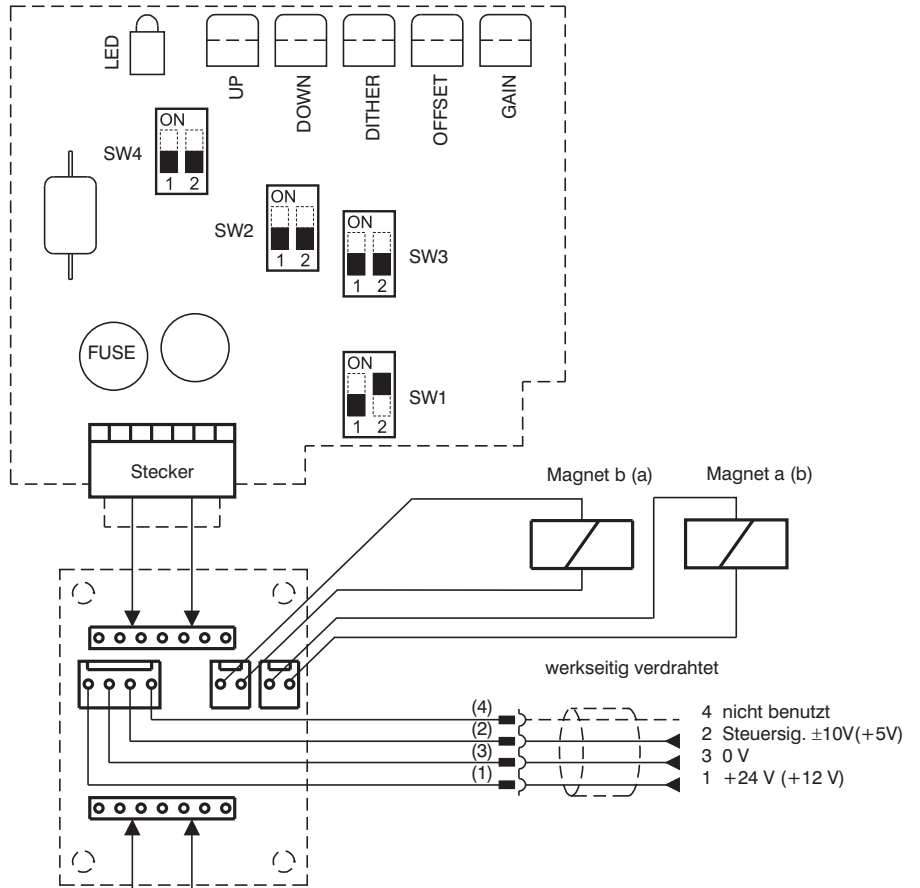 LED
UP
DOWN
DITHER
OFFSET
GAIN
ON
SW4
1 2
ON
SW2
1 2
ON
SW3
1 2
FUSE
ON
SW1
1 2
Stecker
Magnet b (a)
Magnet a (b)
werkseitig verdrahtet
(4)
4 nicht benutzt
(2)
2 Steuersig. ±10V(+5V)
(3)
3 0 V
(1)
1 +24 V (+12 V)